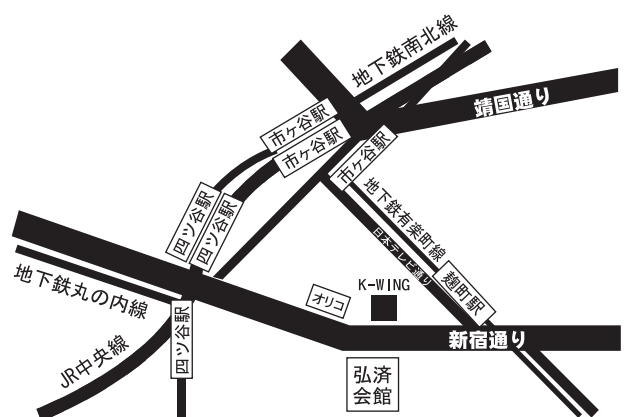 地下鉄南北線
靖国通り
市ヶ谷駅
市ヶ谷駅
市ヶ谷駅
四ツ谷駅
四ツ谷駅
地下鉄有楽町線
日本テレビ通り
麹町駅
地下鉄丸の内線
K-WING
オリコ
四ツ谷駅
新宿通り
JR中央線
弘済
会館